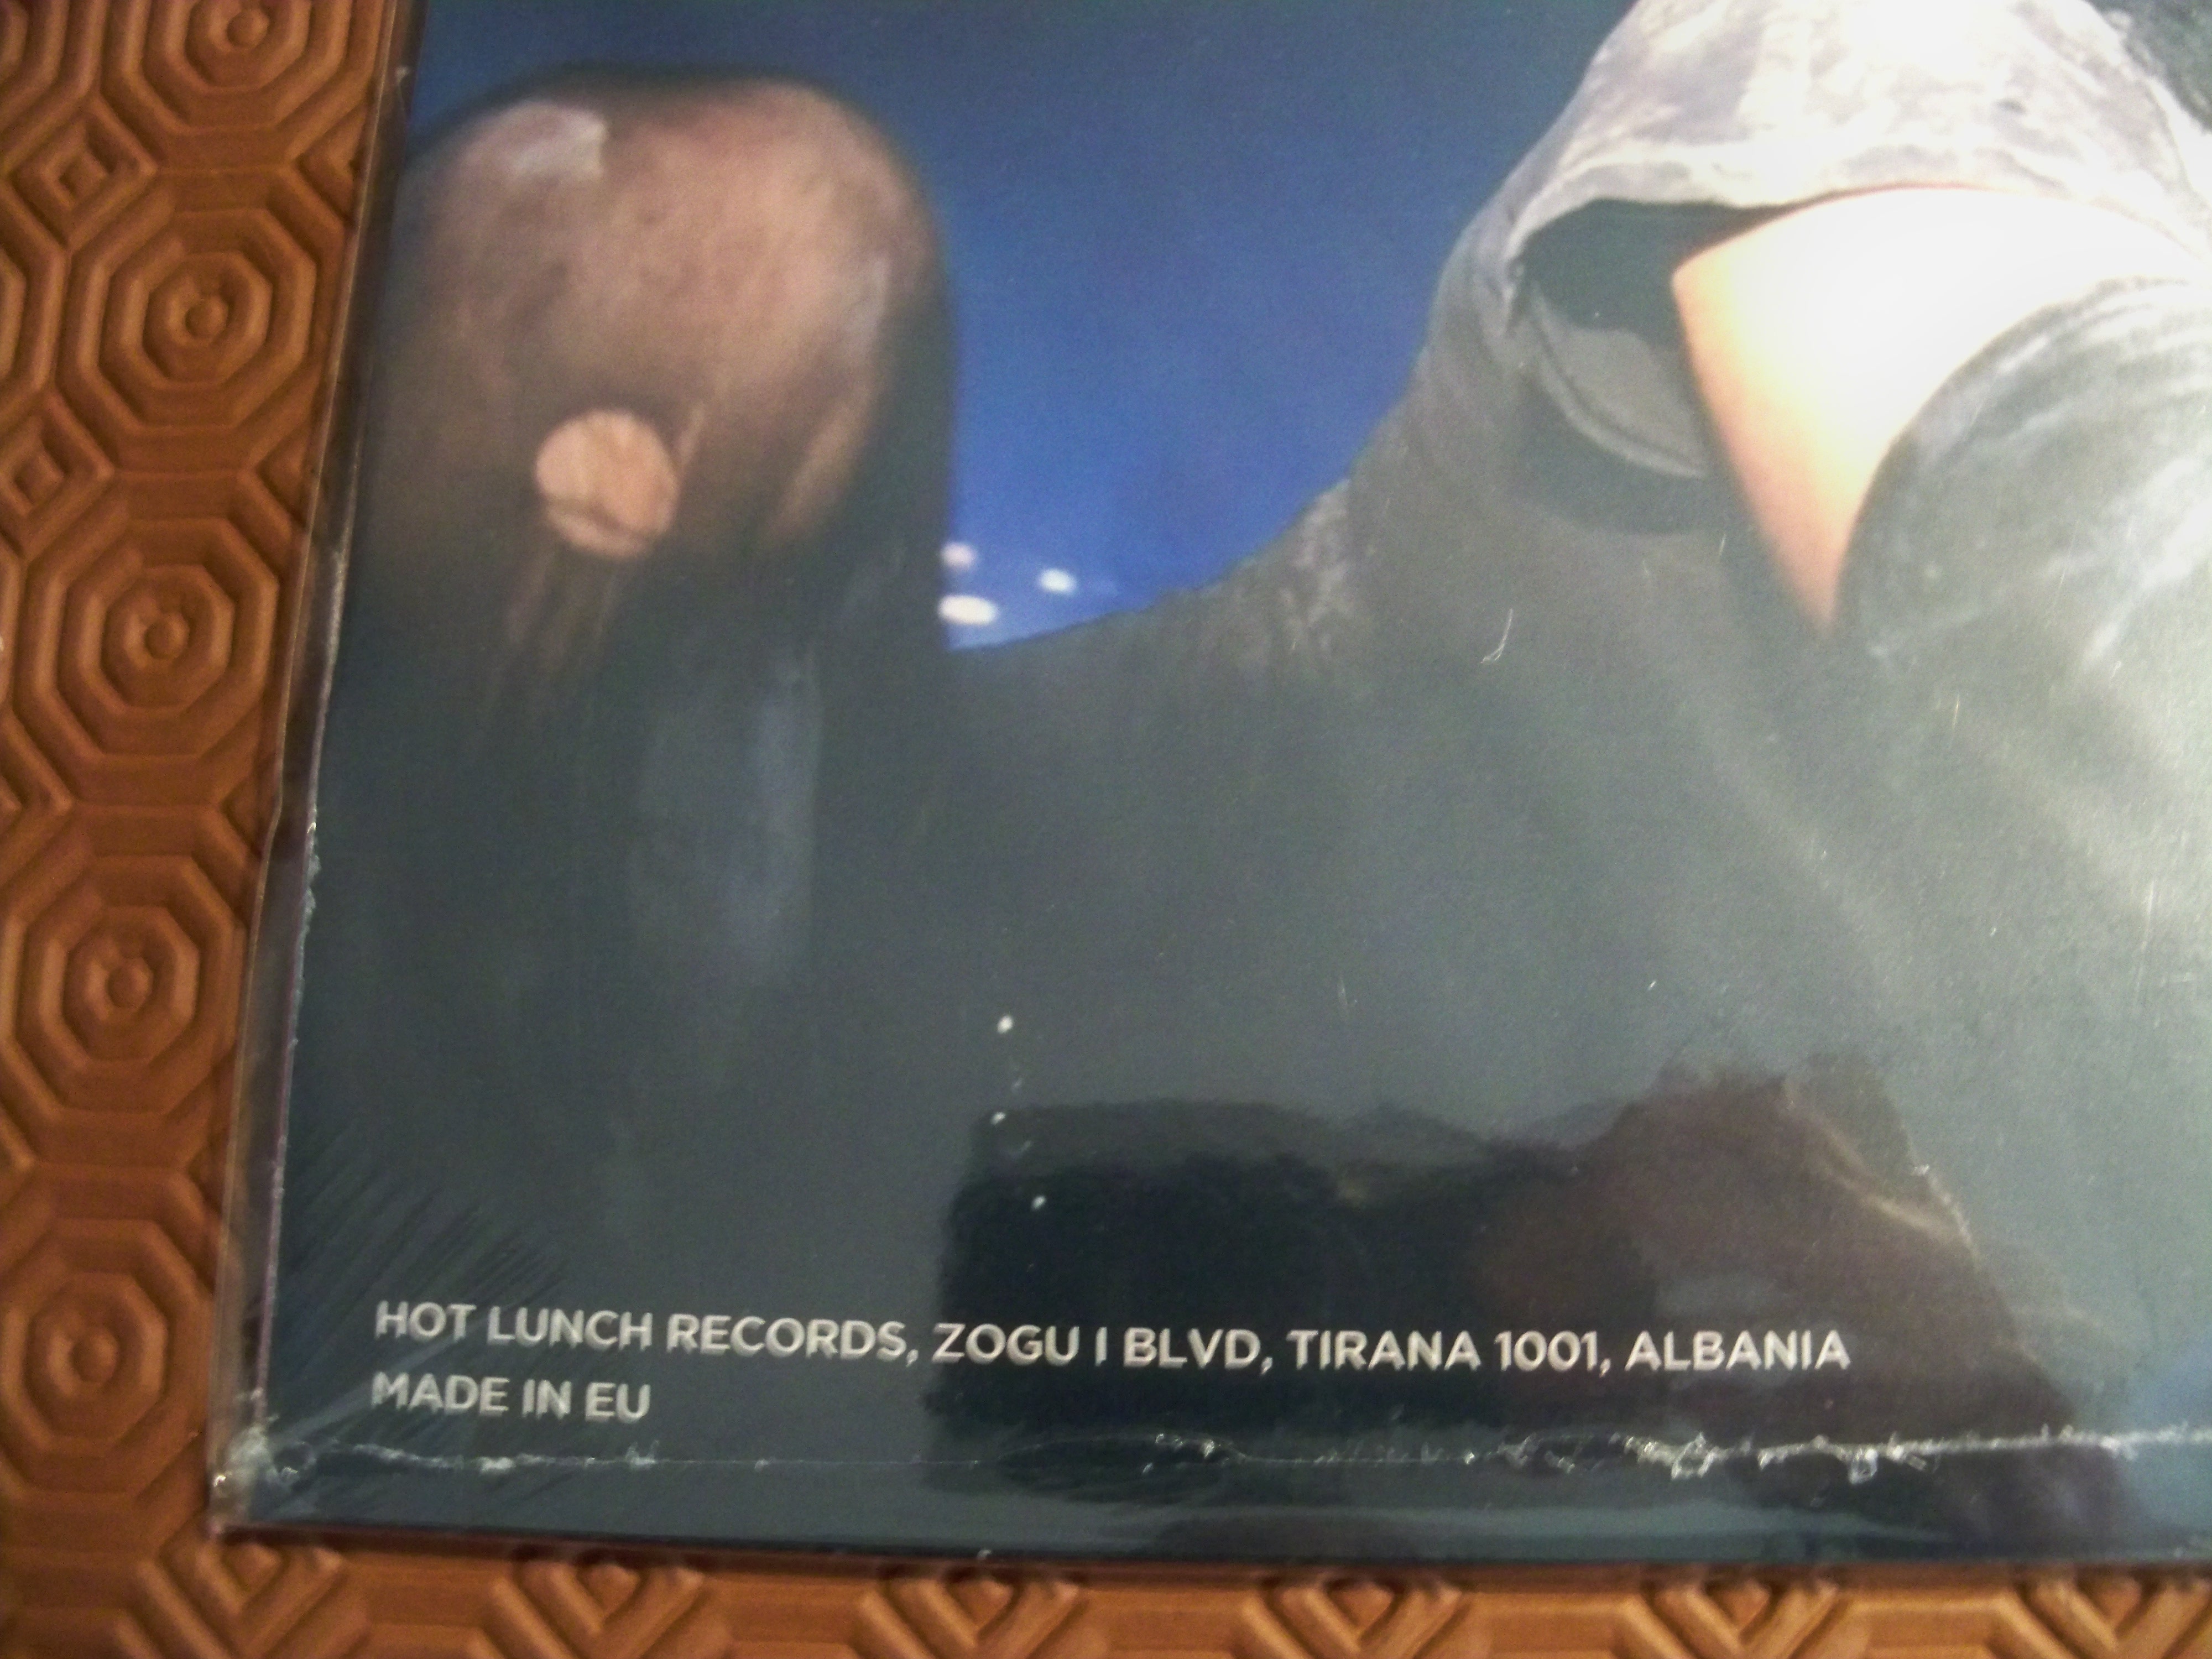 HOT LUNCH RECORDS, ZOGU I BLVD, TIRANA 1001, ALBANIA
MADE IN EU